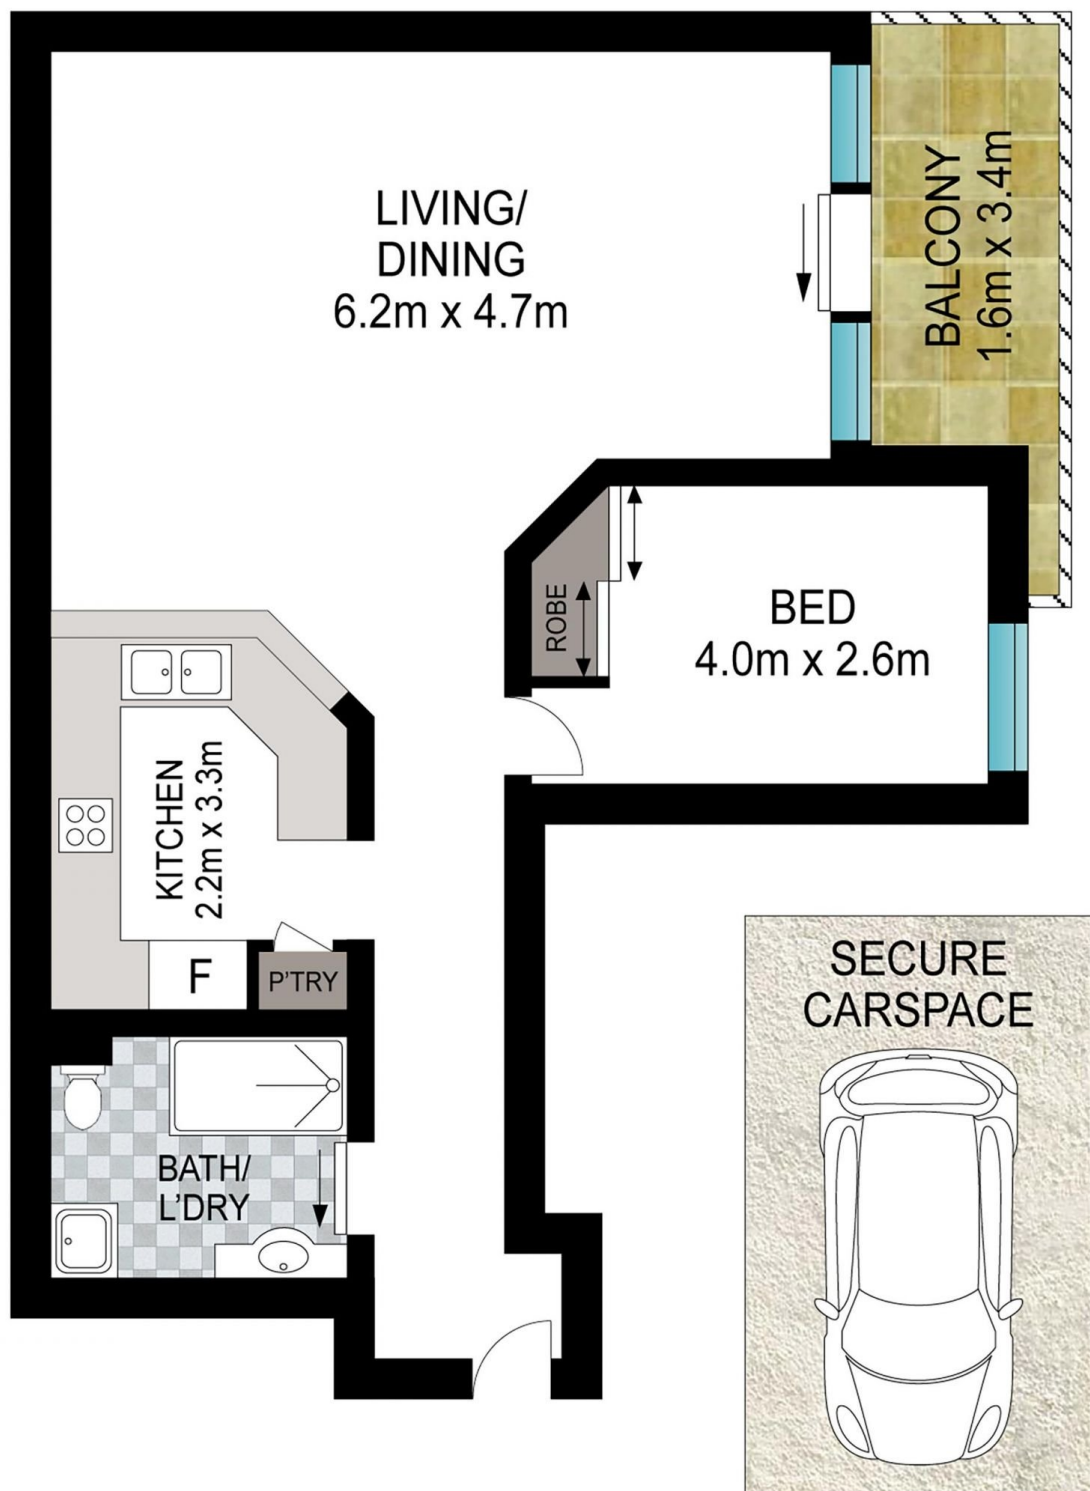 LIVING/
DINING
6.2m x 4.7m
BALCONY
1.6m x 3.4m
ROBE
BED
4.0m x 2.6m
KITCHEN
2.2m x 3.3m
F
P'TRY
BATH/
L'DRY
SECURE
CARSPACE